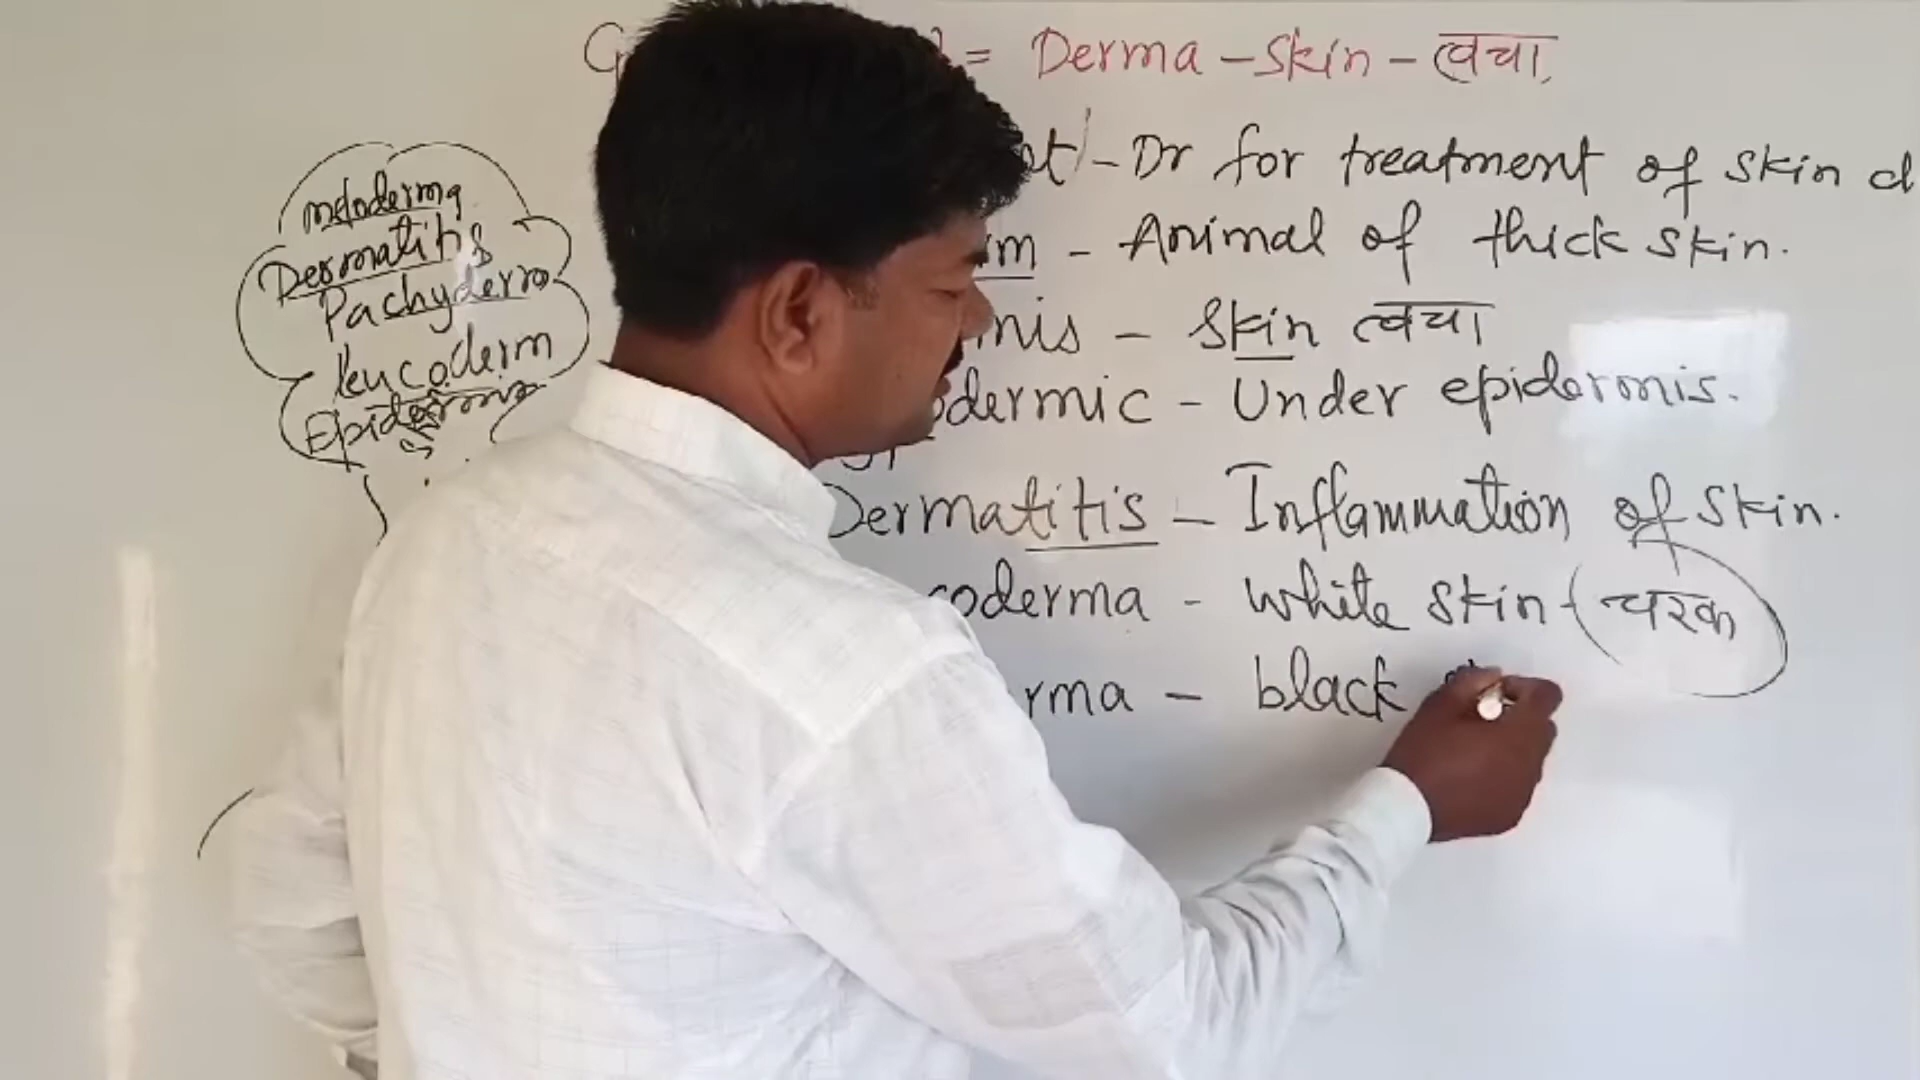 = Derma - Skin - त्वचा
- Dr for treatment of skin d
- Animal of thick skin.
- Skin त्वचा
dermic - Under epidermis.
Dermatitis - Inflammation of skin.
coderma - white skin - (चरक
rma - black
Dermatitis
Pachyderm
leucoderm
Epidermis